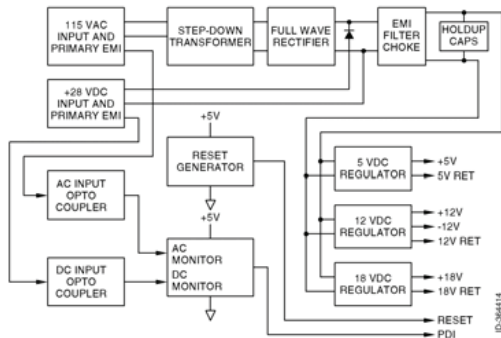 115 VAC
INPUT AND
PRIMARY EMI
STEP-DOWN
TRANSFORMER
FULL WAVE
RECTIFIER
EMI
FILTER
CHOKE
HOLDUP
CAPS
+28 VDC
INPUT AND
PRIMARY EMI
+5V
RESET
GENERATOR
5 VDC
REGULATOR
+5V
5V RET
AC INPUT
OPTO
COUPLER
+5V
12 VDC
REGULATOR
+12V
-12V
12V RET
AC
MONITOR
DC
MONITOR
DC INPUT
OPTO
COUPLER
18 VDC
REGULATOR
+18V
18V RET
RESET
PDI
ID-364414